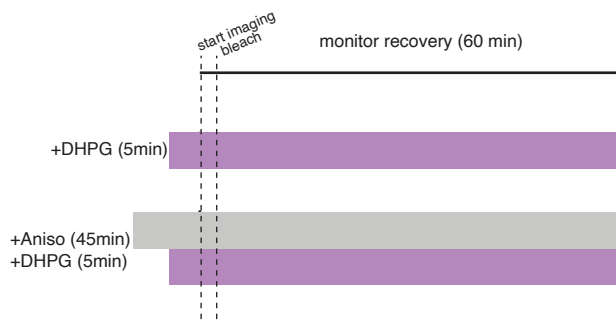 start imaging
bleach
monitor recovery (60 min)
+DHPG (5min)
+Aniso (45min)
+DHPG (5min)